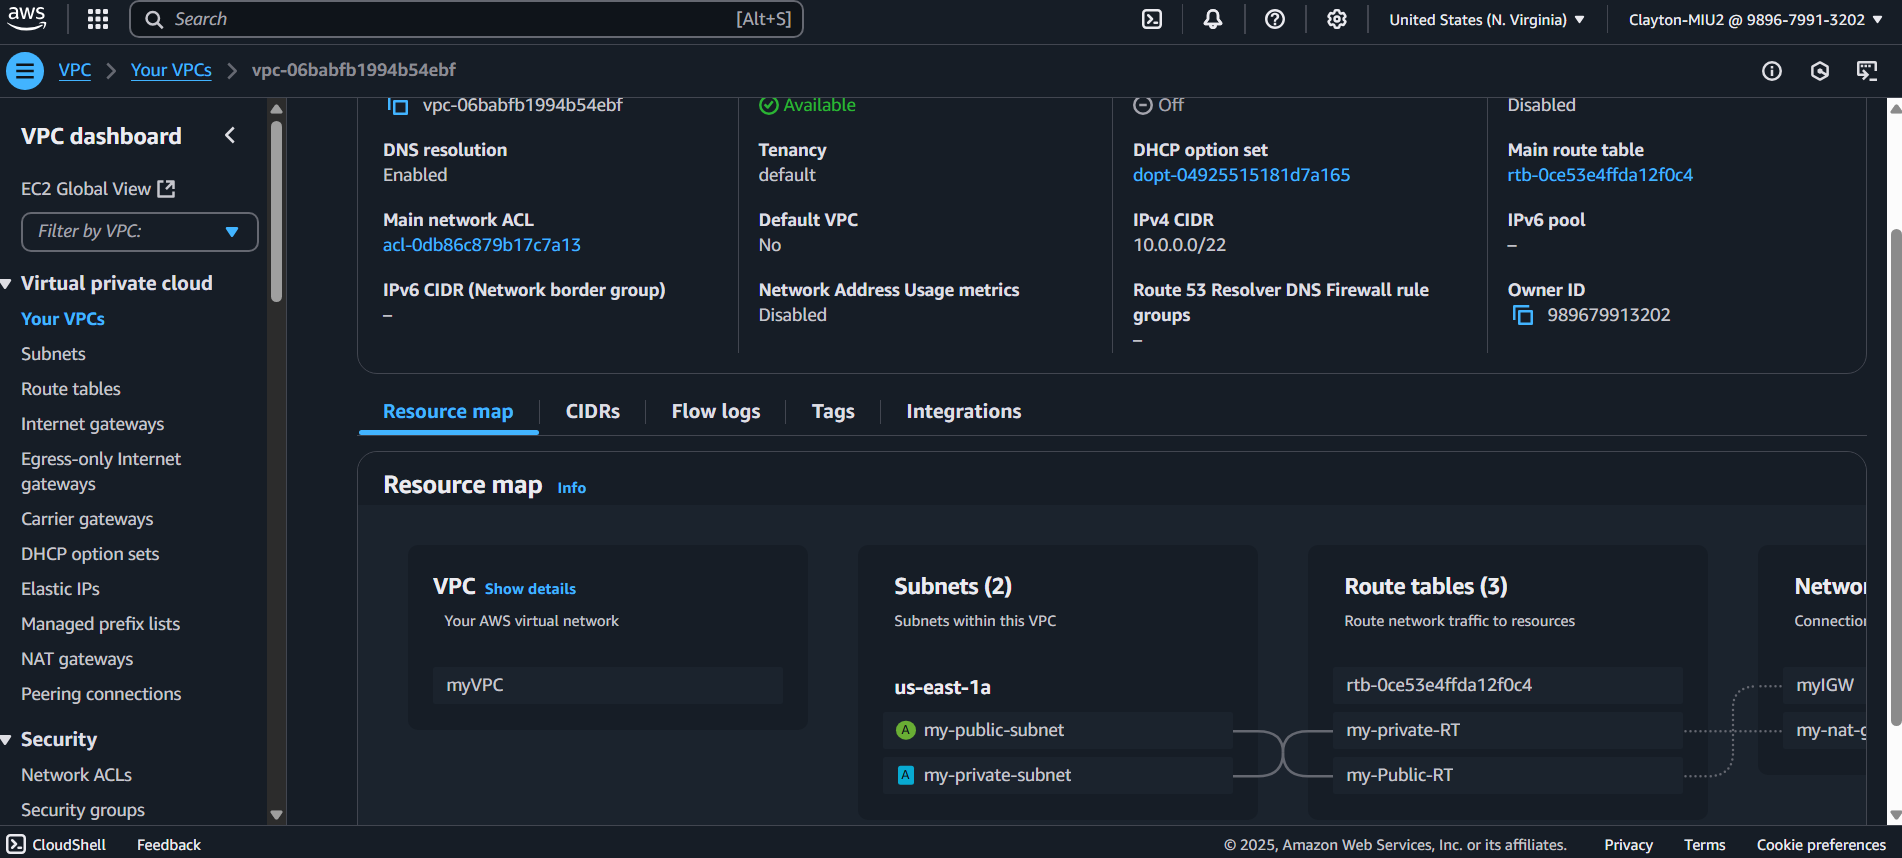 aws
Search
[Alt+S]
United States (N. Virginia)
Clayton-MIU2 @ 9896-7991-3202
VPC
Your VPCs
vpc-06babfb1994b54ebf
VPC dashboard
EC2 Global View
Filter by VPC:
Virtual private cloud
Your VPCs
Subnets
Route tables
Internet gateways
Egress-only Internet
gateways
Carrier gateways
DHCP option sets
Elastic IPs
Managed prefix lists
NAT gateways
Peering connections
Security
Network ACLs
Security groups
vpc-06babfb1994b54ebf
Available
Off
Disabled
DNS resolution
Enabled
Tenancy
default
DHCP option set
dopt-04925515181d7a165
Main route table
rtb-0ce53e4ffda12f0c4
Main network ACL
acl-0db86c879b17c7a13
Default VPC
No
IPv4 CIDR
10.0.0.0/22
IPv6 pool
–
IPv6 CIDR (Network border group)
–
Network Address Usage metrics
Disabled
Route 53 Resolver DNS Firewall rule
groups
–
Owner ID
989679913202
Resource map
CIDRs
Flow logs
Tags
Integrations
Resource map Info
VPC Show details
Your AWS virtual network
myVPC
Subnets (2)
Subnets within this VPC
us-east-1a
A my-public-subnet
A my-private-subnet
Route tables (3)
Route network traffic to resources
rtb-0ce53e4ffda12f0c4
my-private-RT
my-Public-RT
Networ
Connection
myIGW
my-nat-g
CloudShell
Feedback
© 2025, Amazon Web Services, Inc. or its affiliates.
Privacy
Terms
Cookie preferences